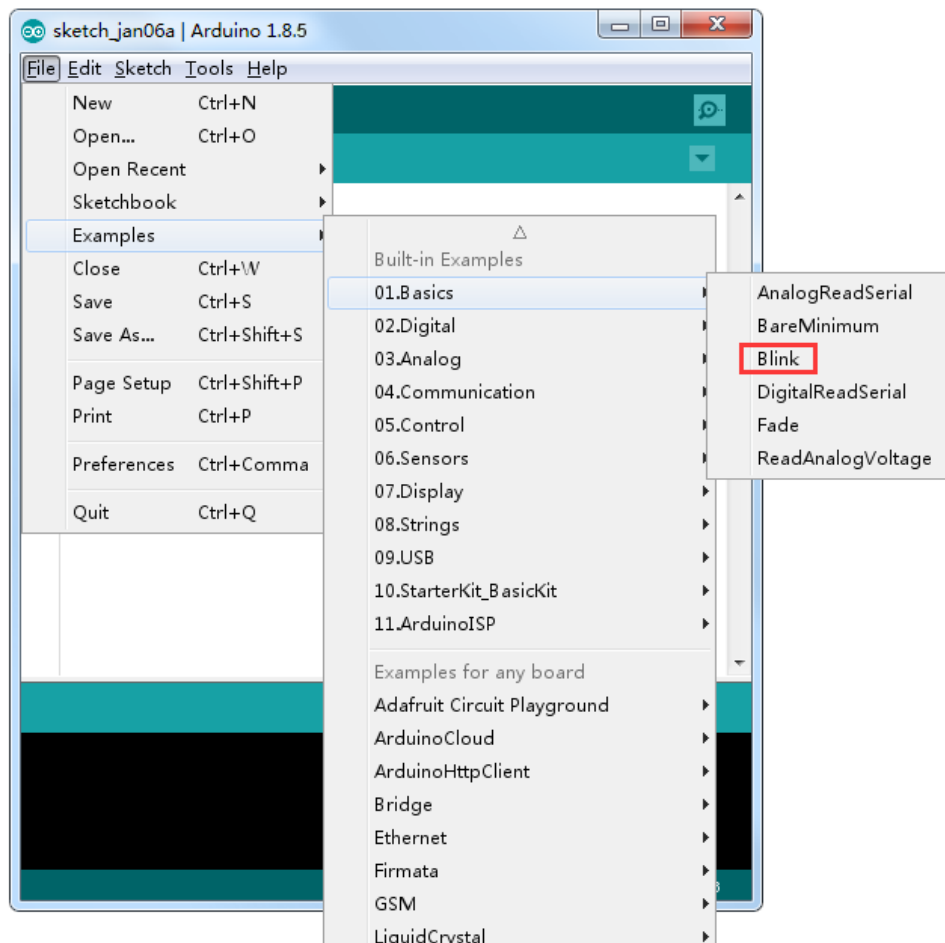 sketch_jan06a | Arduino 1.8.5
File Edit Sketch Tools Help
New Ctrl+N
Open... Ctrl+O
Open Recent
Sketchbook
Examples
Close Ctrl+W
Save Ctrl+S
Save As... Ctrl+Shift+S
Page Setup Ctrl+Shift+P
Print Ctrl+P
Preferences Ctrl+Comma
Quit Ctrl+Q
Built-in Examples
01.Basics
02.Digital
03.Analog
04.Communication
05.Control
06.Sensors
07.Display
08.Strings
09.USB
10.StarterKit_BasicKit
11.ArduinoISP
Examples for any board
Adafruit Circuit Playground
ArduinoCloud
ArduinoHttpClient
Bridge
Ethernet
Firmata
GSM
LiquidCrystal
AnalogReadSerial
BareMinimum
Blink
DigitalReadSerial
Fade
ReadAnalogVoltage